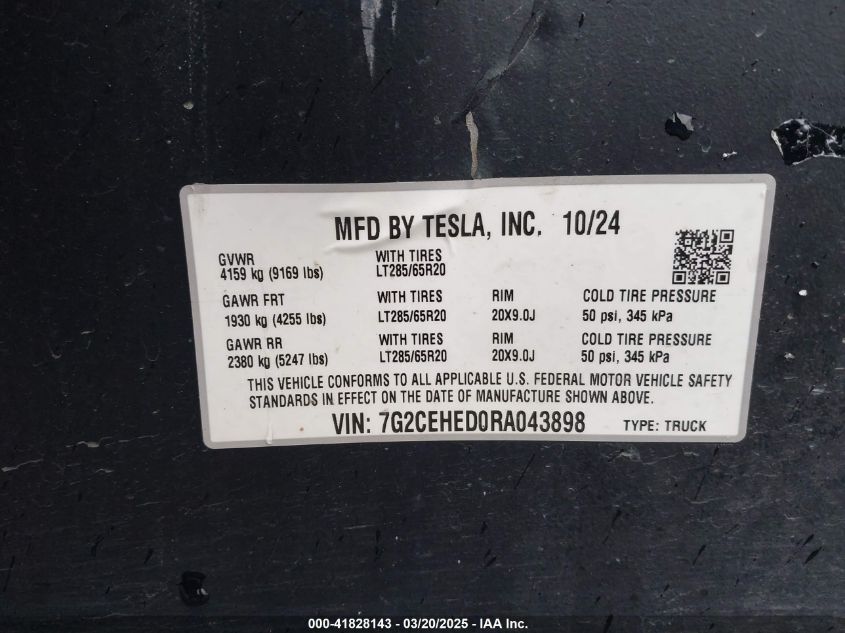 MFD BY TESLA, INC. 10/24
GVWR WITH TIRES
4159 kg (9169 lbs) LT285/65R20
GAWR FRT WITH TIRES RIM COLD TIRE PRESSURE
1930 kg (4255 lbs) LT285/65R20 20X9.0J 50 psi, 345 kPa
GAWR RR WITH TIRES RIM COLD TIRE PRESSURE
2380 kg (5247 lbs) LT285/65R20 20X9.0J 50 psi, 345 kPa
THIS VEHICLE CONFORMS TO ALL APPLICABLE U.S. FEDERAL MOTOR VEHICLE SAFETY
STANDARDS IN EFFECT ON THE DATE OF MANUFACTURE SHOWN ABOVE.
VIN: 7G2CEHED0RA043898 TYPE: TRUCK
000-41828143 - 03/20/2025 - IAA Inc.